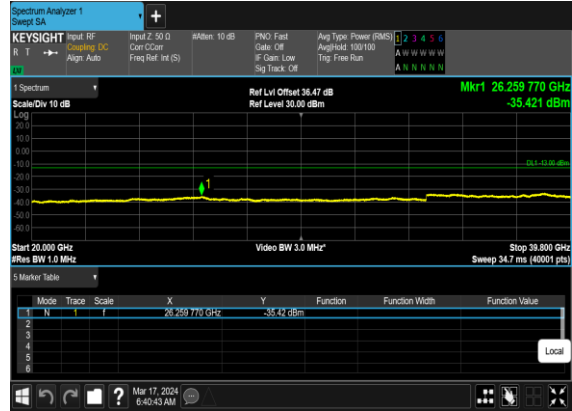 Spectrum Analyzer 1
Swept SA
+
KEYSIGHT Input: RF Input Z: 50 Ω #Atten: 10 dB PNO: Fast Avg Type: Power (RMS) 1 2 3 4 5 6
R T Coupling: DC Corr CCorr Gate: Off Avg|Hold: 100/100 A W W W W W
Align: Auto Freq Ref: Int (S) IF Gain: Low Trig: Free Run
LW Sig Track: Off A N N N N N
1 Spectrum
Scale/Div 10 dB
Ref Lvl Offset 36.47 dB
Ref Level 30.00 dBm
Mkr1 26.259 770 GHz
-35.421 dBm
Log
20.0
10.0
0.00
-10.0
DL1 -13.00 dBm
-20.0
1
-30.0
-40.0
-50.0
-60.0
Start 20.000 GHz Video BW 3.0 MHz* Stop 39.800 GHz
#Res BW 1.0 MHz Sweep 34.7 ms (40001 pts)
5 Marker Table
Mode Trace Scale X Y Function Function Width Function Value
1 N 1 f 26.259 770 GHz -35.42 dBm
2
3
4
5
6
Local
? Mar 17, 2024
6:40:43 AM